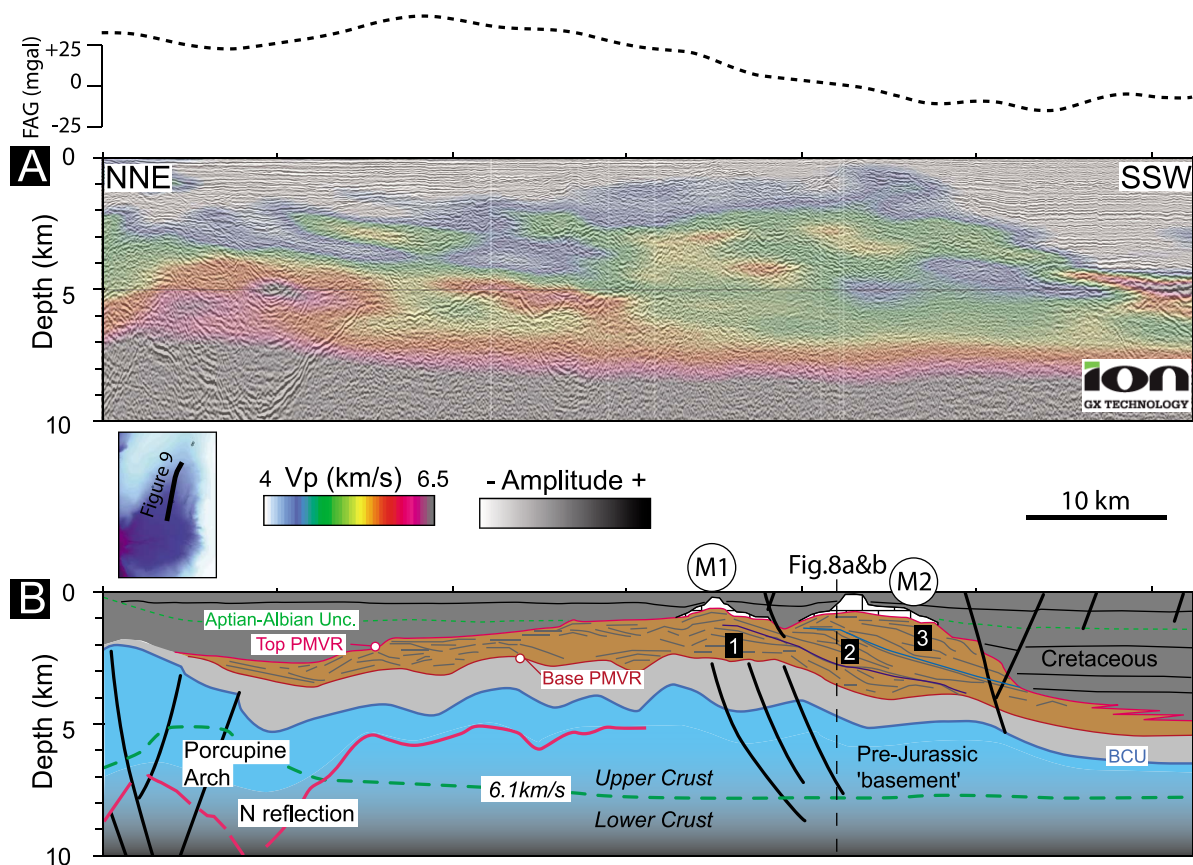 FAG (mgal)
+25
0
-25
A
NNE
SSW
0
5
10
Depth (km)
ion
GX TECHNOLOGY
Figure 9
4 Vp (km/s) 6.5
- Amplitude +
10 km
M1
Fig.8a&b
M2
B
0
5
10
Depth (km)
Aptian-Albian Unc.
Top PMVR
Base PMVR
1
2
3
Cretaceous
Porcupine
Arch
N reflection
6.1km/s
Upper Crust
Lower Crust
Pre-Jurassic
'basement'
BCU